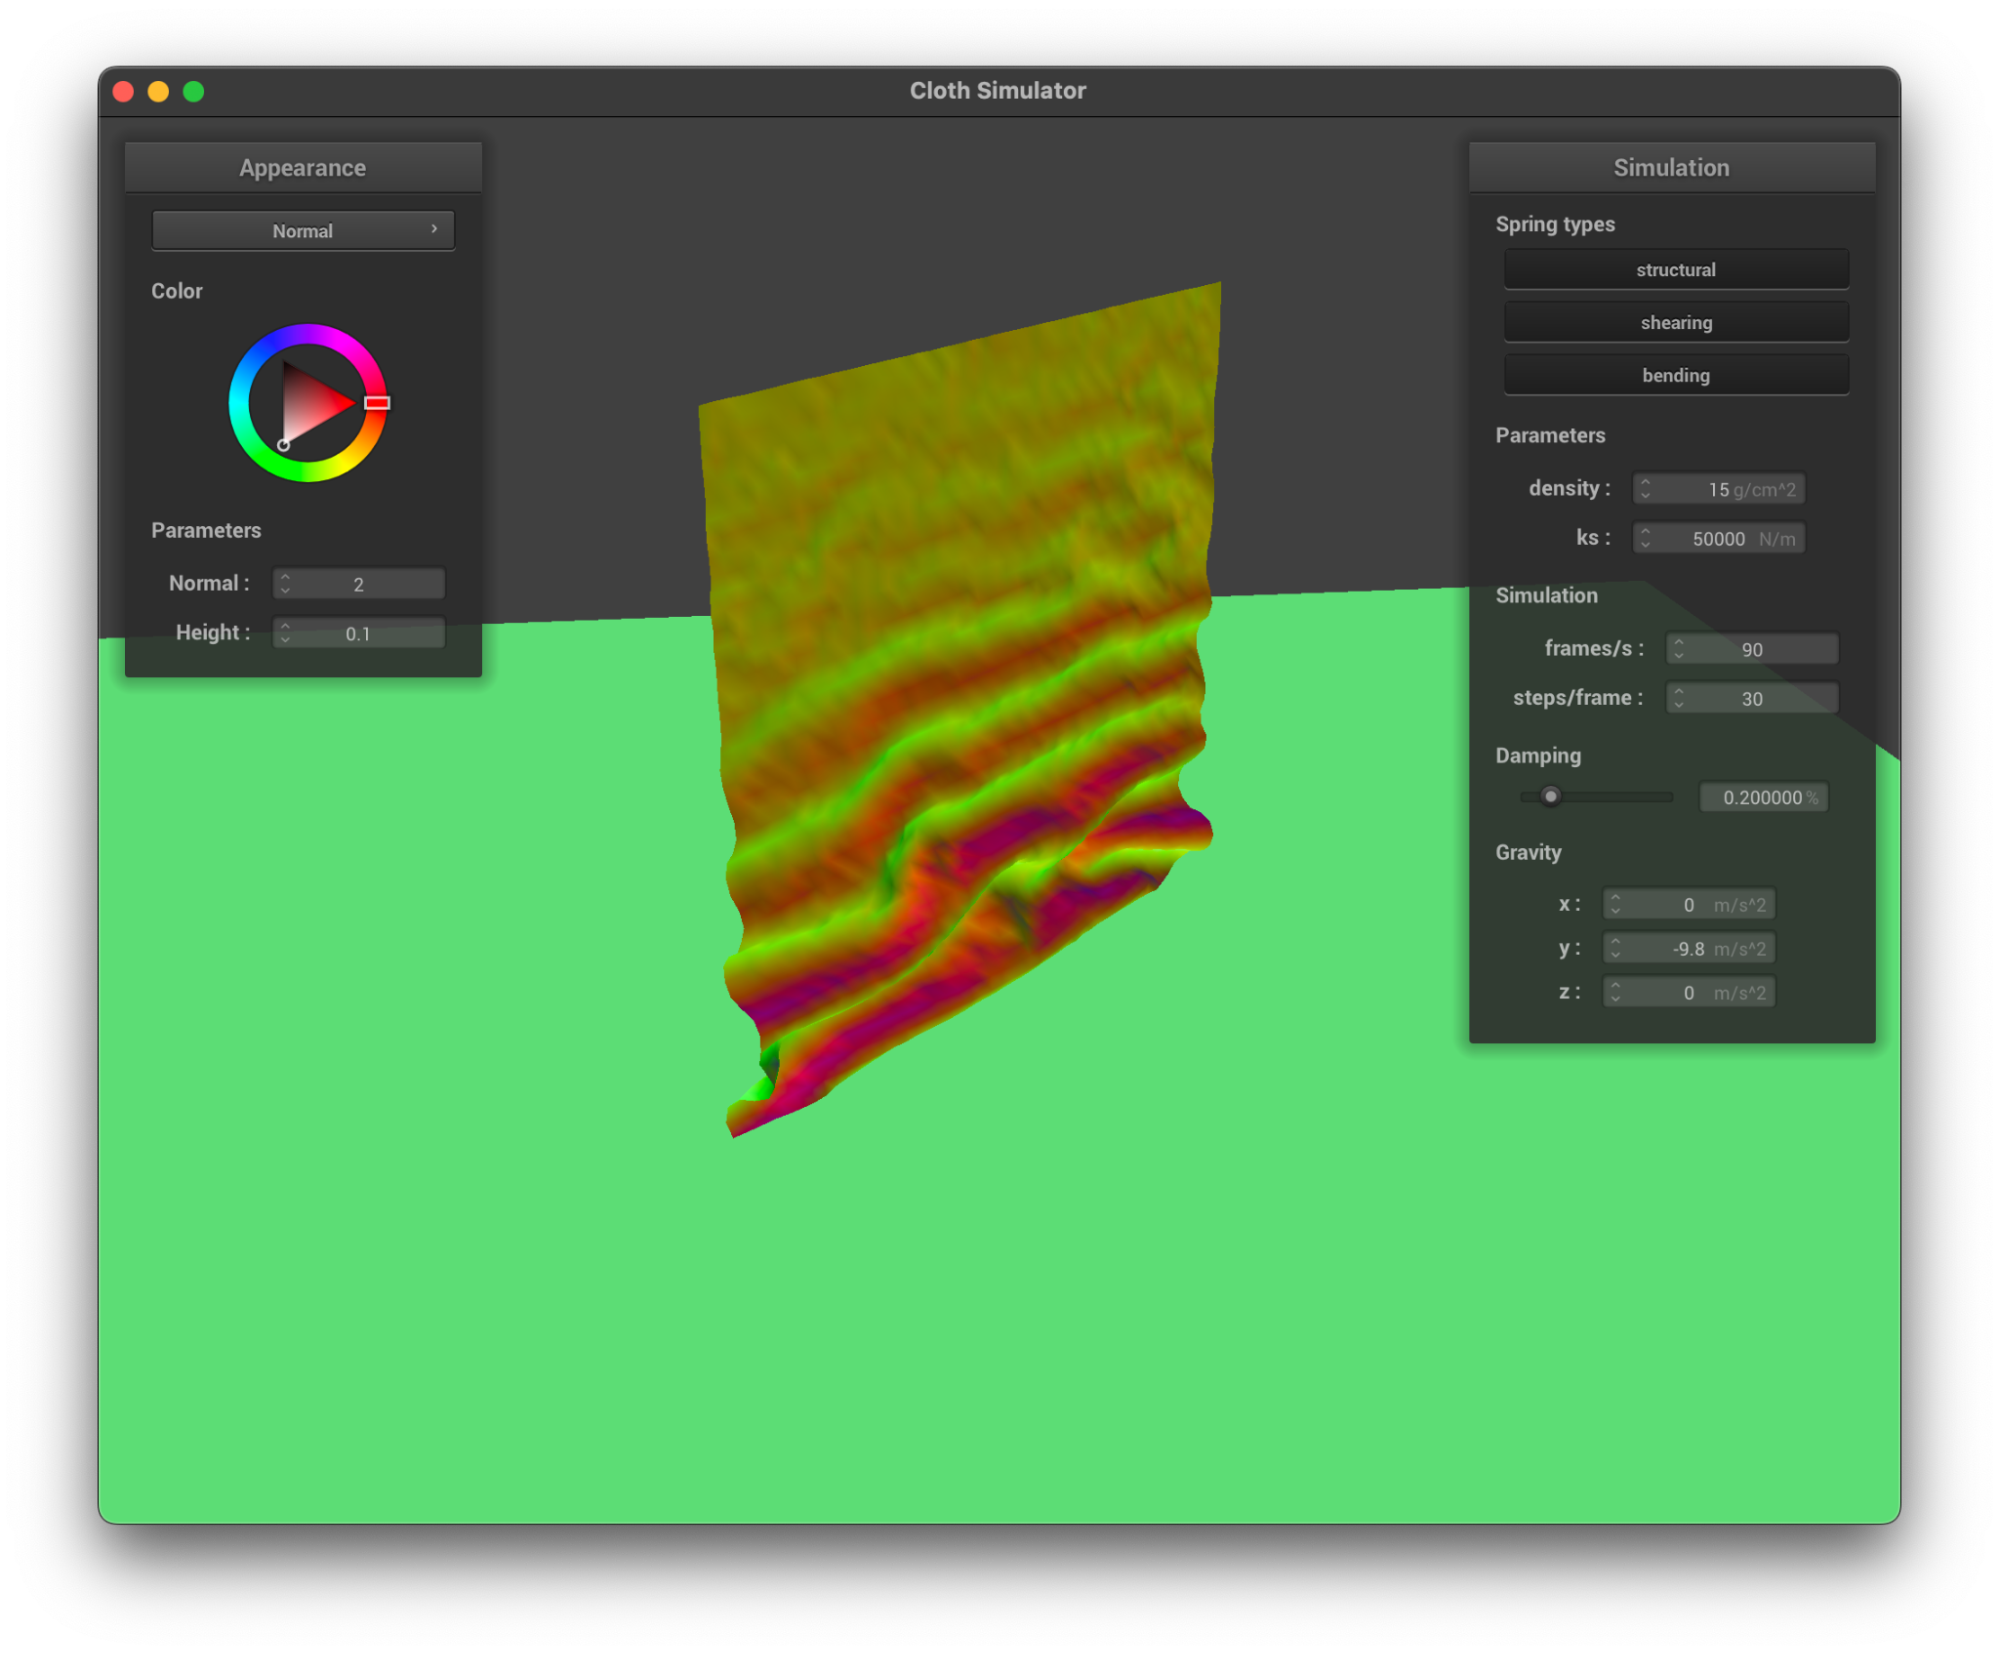 Cloth Simulator
Appearance
Normal
Color
Parameters
Normal : 2
Height : 0.1
Simulation
Spring types
structural
shearing
bending
Parameters
density : 15 g/cm^2
ks : 50000 N/m
Simulation
frames/s : 90
steps/frame : 30
Damping
0.200000 %
Gravity
x : 0 m/s^2
y : -9.8 m/s^2
z : 0 m/s^2